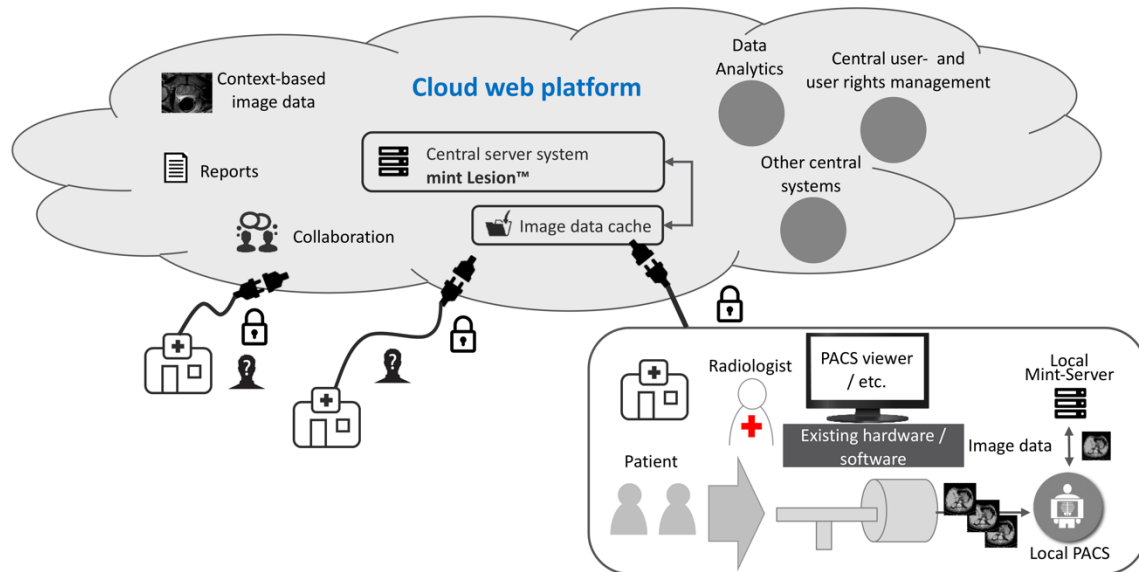 Context-based
image data
Reports
Collaboration
Cloud web platform
Central server system
mint Lesion™
Image data cache
Data
Analytics
Central user- and
user rights management
Other central
systems
?
?
Radiologist
PACS viewer
/ etc.
Existing hardware /
software
Local
Mint-Server
Image data
Patient
Local PACS